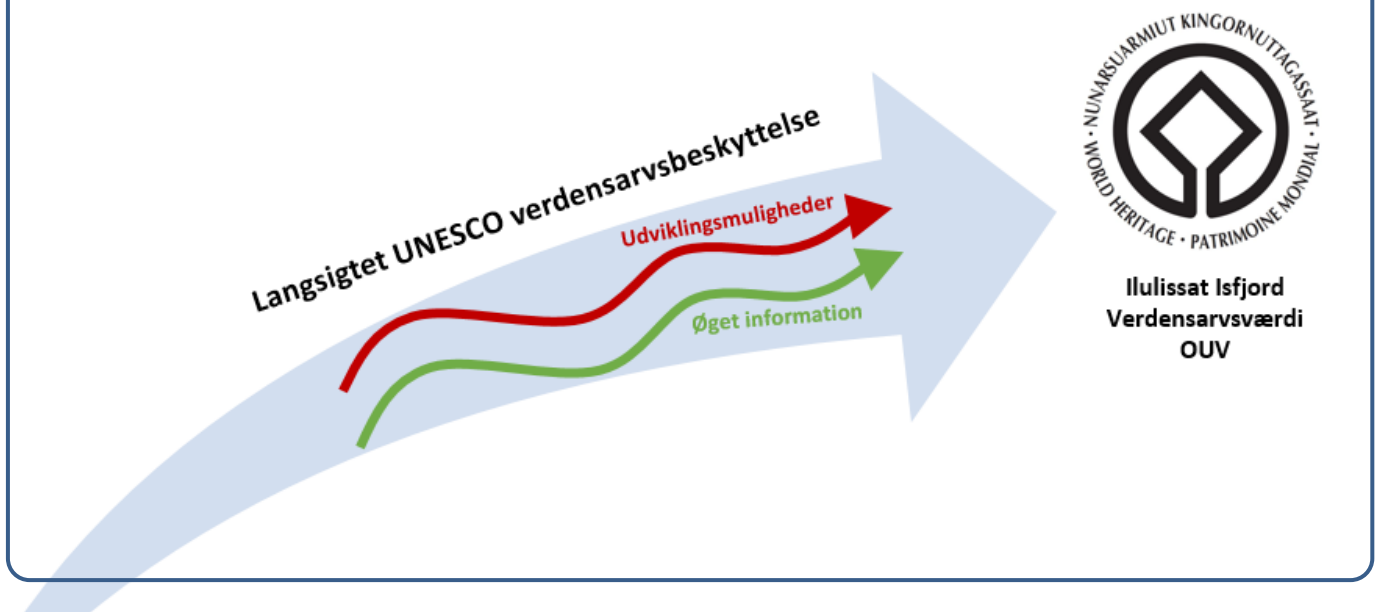 Langsigtet UNESCO verdensarvsbeskyttelse
Udviklingsmuligheder
Øget information
NUNARSUARMIUT KINGORNUTTAGASSAAT • WORLD HERITAGE • PATRIMOINE MONDIAL •
Ilulissat Isfjord
Verdensarvsværdi
OUV